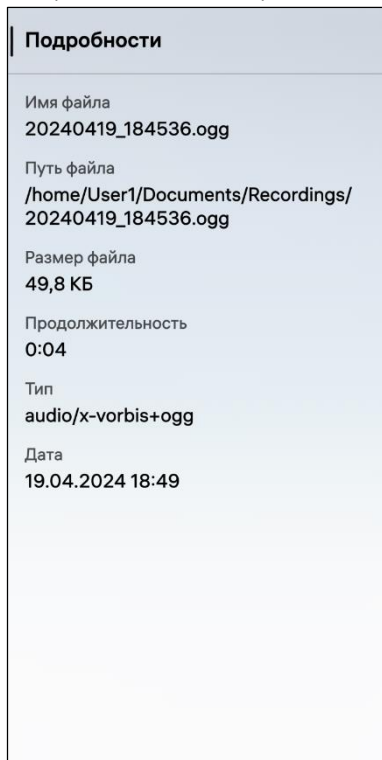 Подробности
Имя файла
20240419_184536.ogg
Путь файла
/home/User1/Documents/Recordings/
20240419_184536.ogg
Размер файла
49,8 КБ
Продолжительность
0:04
Тип
audio/x-vorbis+ogg
Дата
19.04.2024 18:49